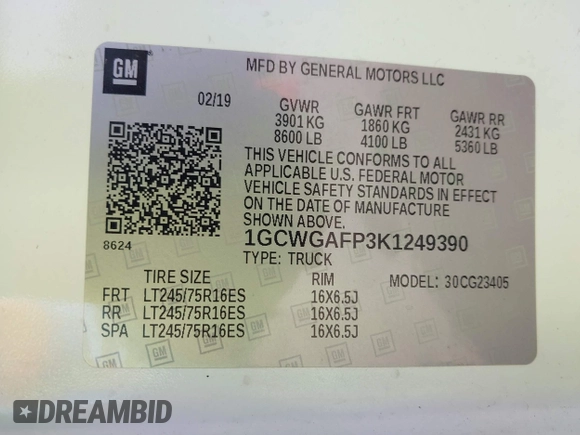 GM
MFD BY GENERAL MOTORS LLC
02/19
GVWR GAWR FRT GAWR RR
3901 KG 1860 KG 2431 KG
8600 LB 4100 LB 5360 LB
THIS VEHICLE CONFORMS TO ALL
APPLICABLE U.S. FEDERAL MOTOR
VEHICLE SAFETY STANDARDS IN EFFECT
ON THE DATE OF MANUFACTURE
SHOWN ABOVE.
8624
1GCWGAFP3K1249390
TYPE: TRUCK
TIRE SIZE RIM MODEL: 30CG23405
FRT LT245/75R16ES 16X6.5J
RR LT245/75R16ES 16X6.5J
SPA LT245/75R16ES 16X6.5J
DREAMBID